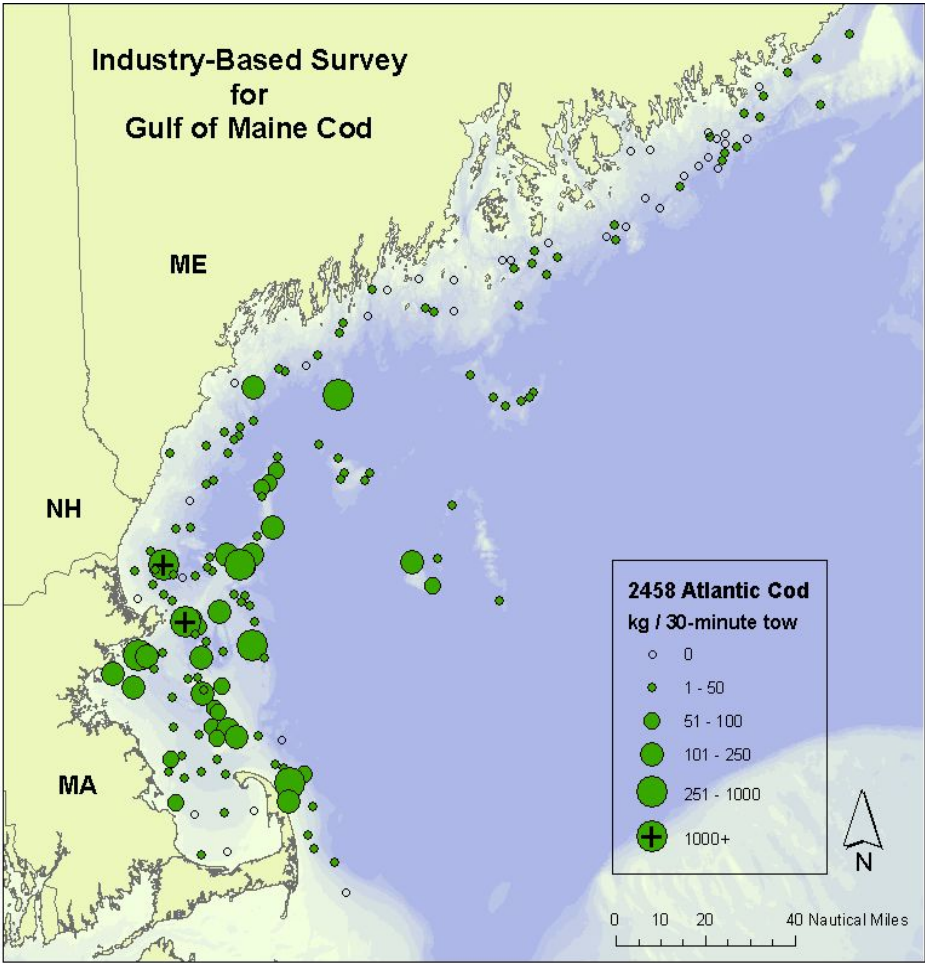 Industry-Based Survey
for
Gulf of Maine Cod
ME
NH
MA
2458 Atlantic Cod
kg / 30-minute tow
0
1 - 50
51 - 100
101 - 250
251 - 1000
1000+
N
0 10 20 40 Nautical Miles